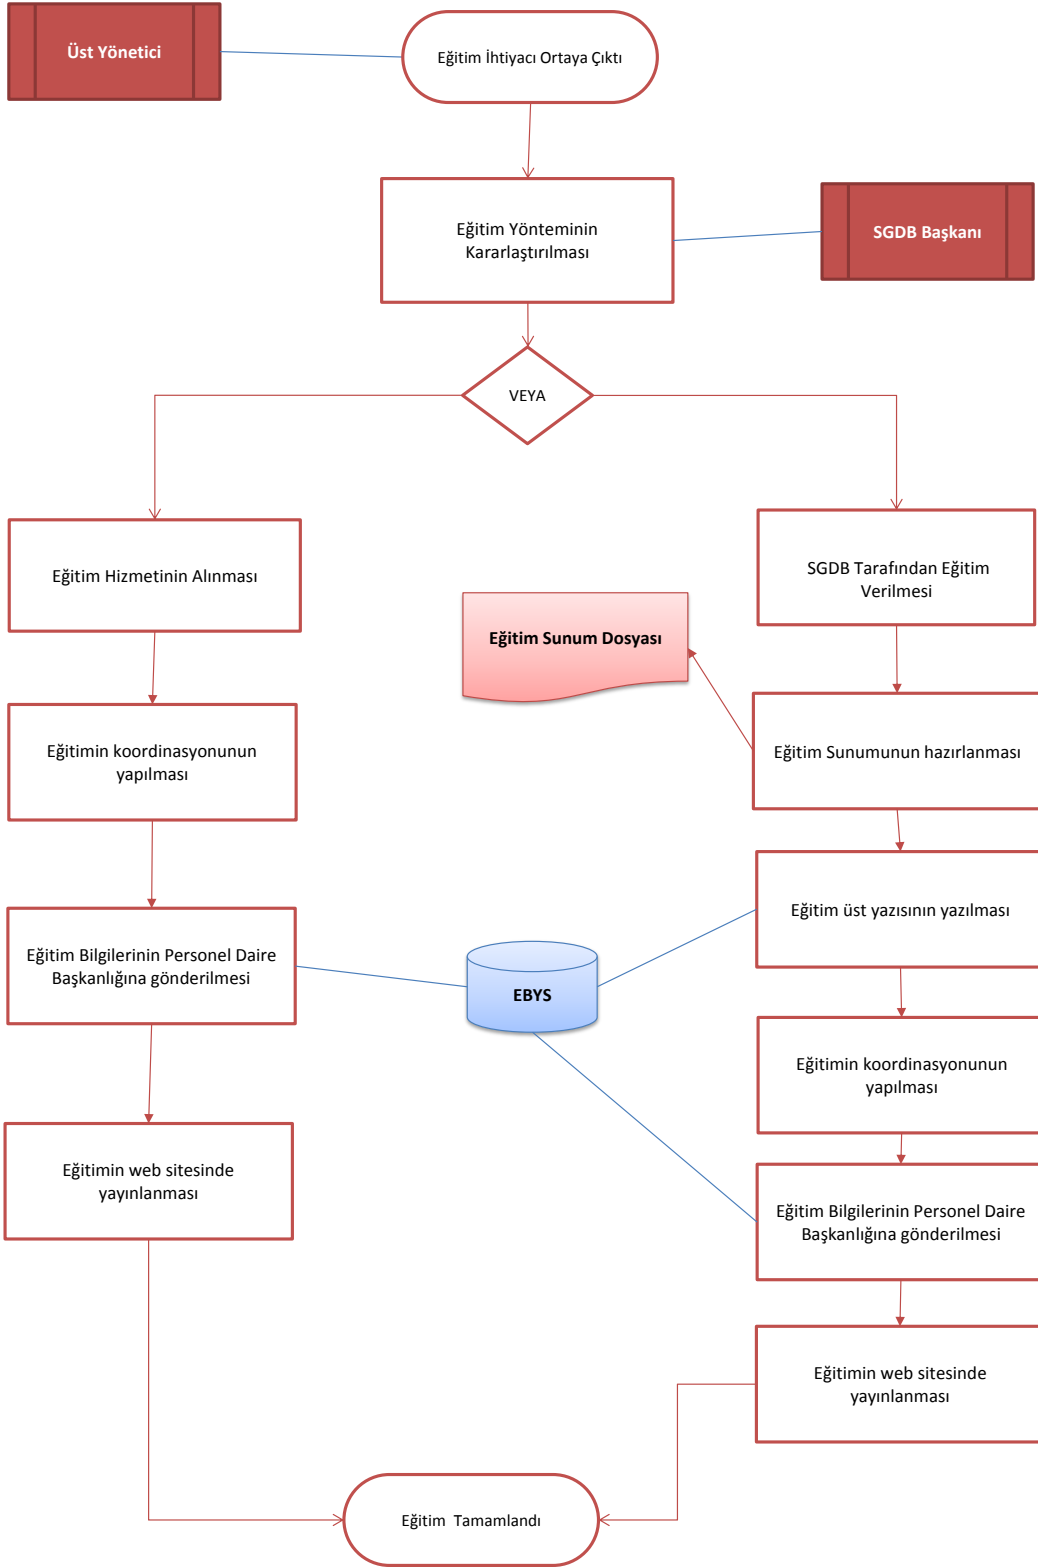 Üst Yönetici
Eğitim İhtiyacı Ortaya Çıktı
Eğitim Yönteminin
Kararlaştırılması
SGDB Başkanı
VEYA
Eğitim Hizmetinin Alınması
SGDB Tarafından Eğitim
Verilmesi
Eğitim Sunum Dosyası
Eğitimin koordinasyonunun
yapılması
Eğitim Sunumunun hazırlanması
Eğitim üst yazısının yazılması
Eğitim Bilgilerinin Personel Daire
Başkanlığına gönderilmesi
EBYS
Eğitimin koordinasyonunun
yapılması
Eğitimin web sitesinde
yayınlanması
Eğitim Bilgilerinin Personel Daire
Başkanlığına gönderilmesi
Eğitimin web sitesinde
yayınlanması
Eğitim  Tamamlandı